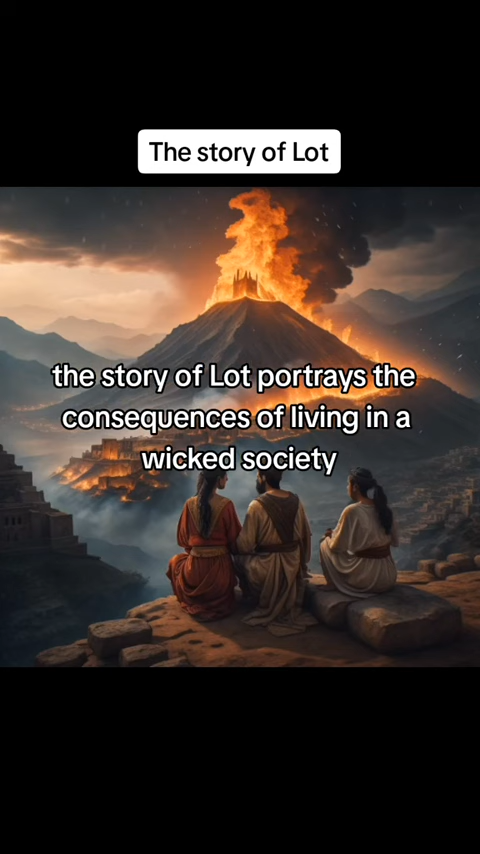 The story of Lot
the story of Lot portrays the
consequences of living in a
wicked society